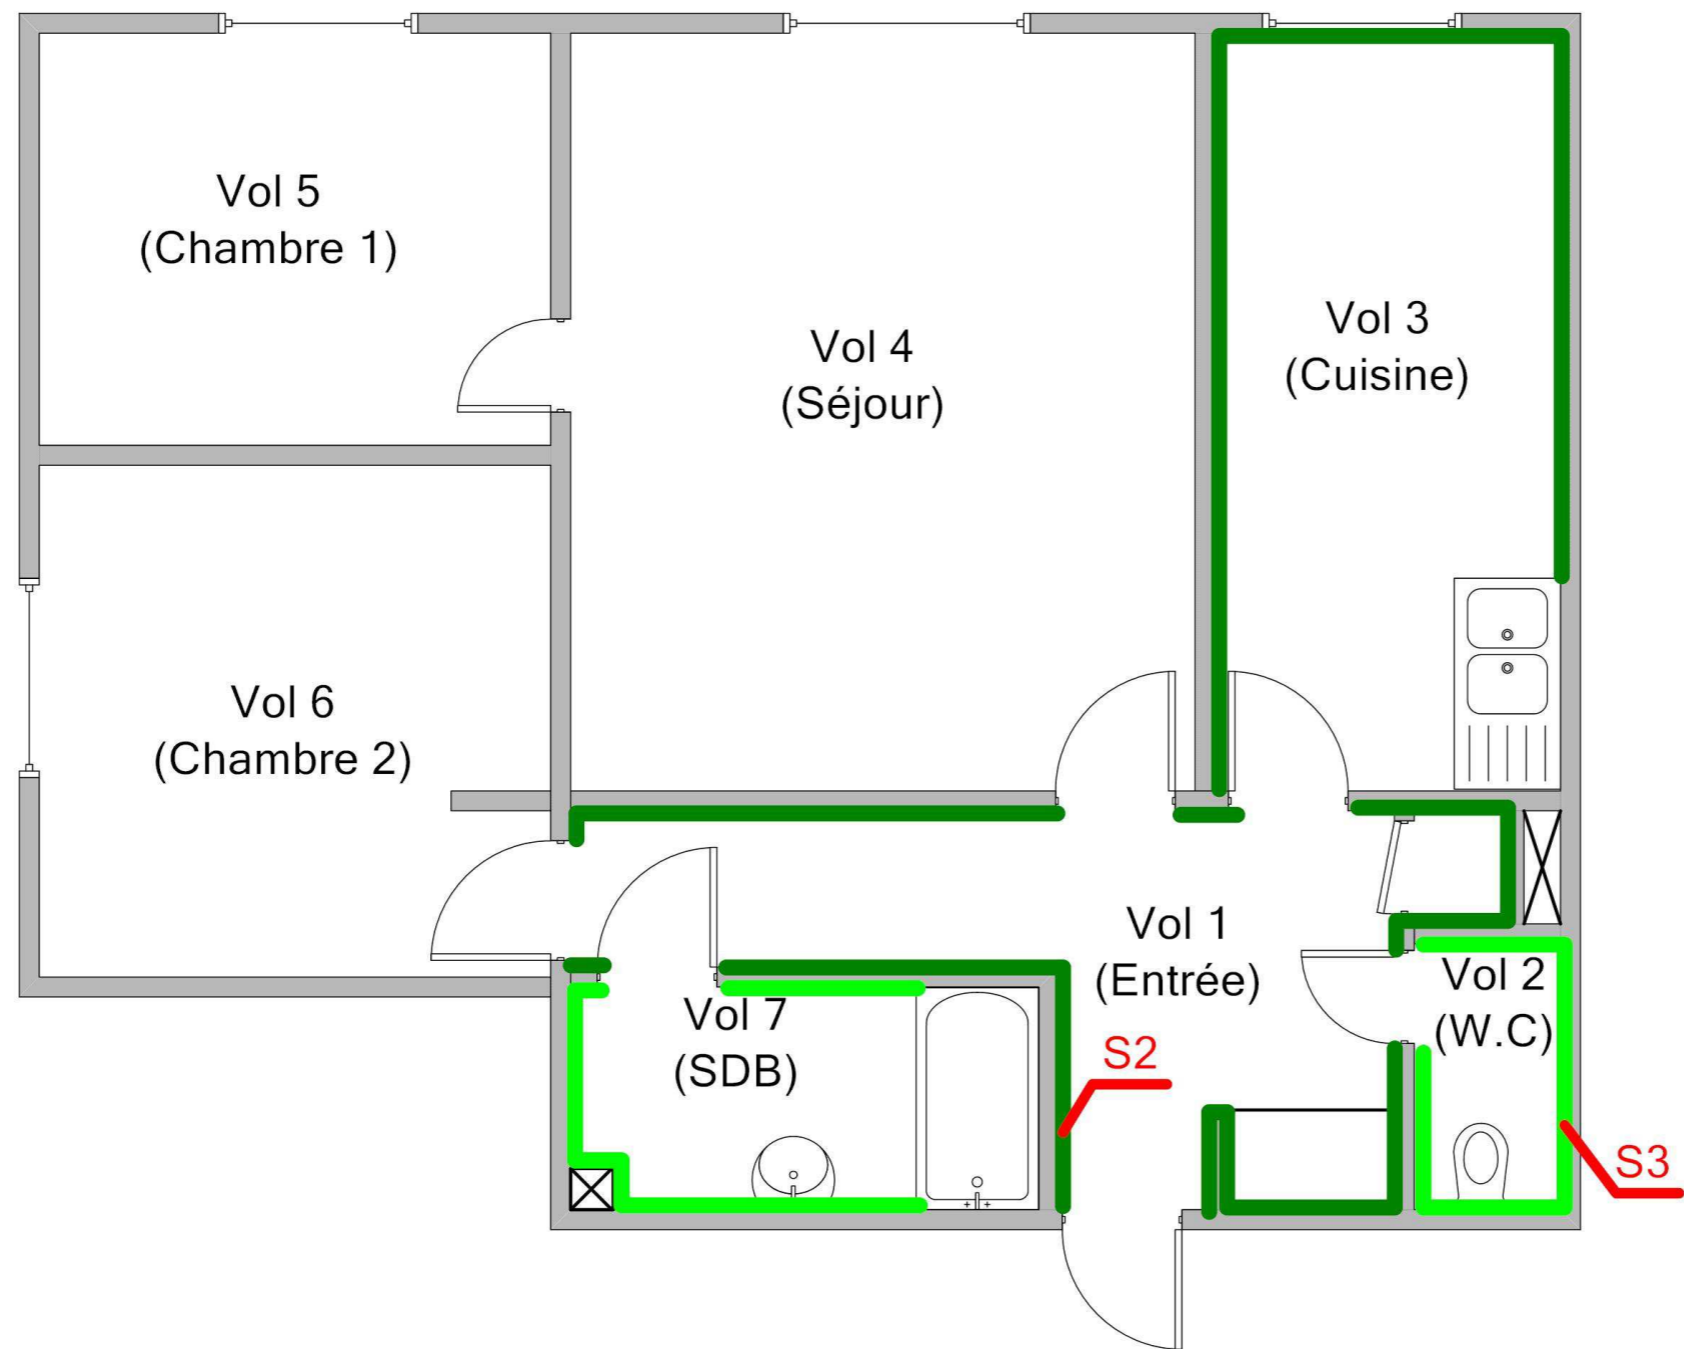 Vol 5
(Chambre 1)
Vol 4
(Séjour)
Vol 3
(Cuisine)
Vol 6
(Chambre 2)
Vol 1
(Entrée)
Vol 2
(W.C)
Vol 7
(SDB)
S2
S3